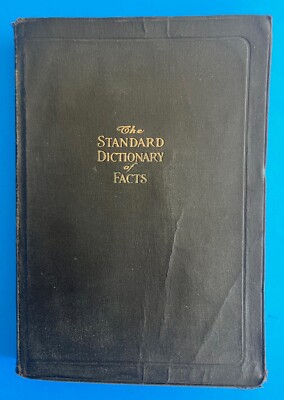 The
STANDARD
DICTIONARY
of
FACTS